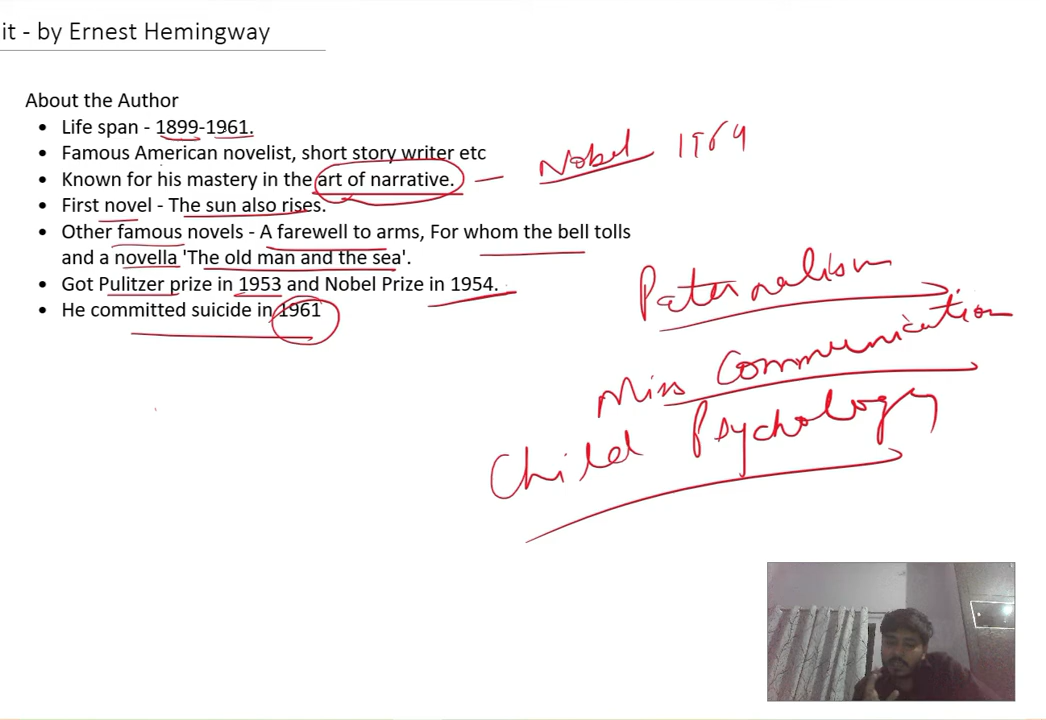 it - by Ernest Hemingway
About the Author
• Life span - 1899-1961.
• Famous American novelist, short story writer etc
• Known for his mastery in the art of narrative.
Nobel 1964
• First novel - The sun also rises.
• Other famous novels - A farewell to arms, For whom the bell tolls
and a novella 'The old man and the sea'.
• Got Pulitzer prize in 1953 and Nobel Prize in 1954.
• He committed suicide in 1961
Paternalism
Miss Communication
Child Psychology